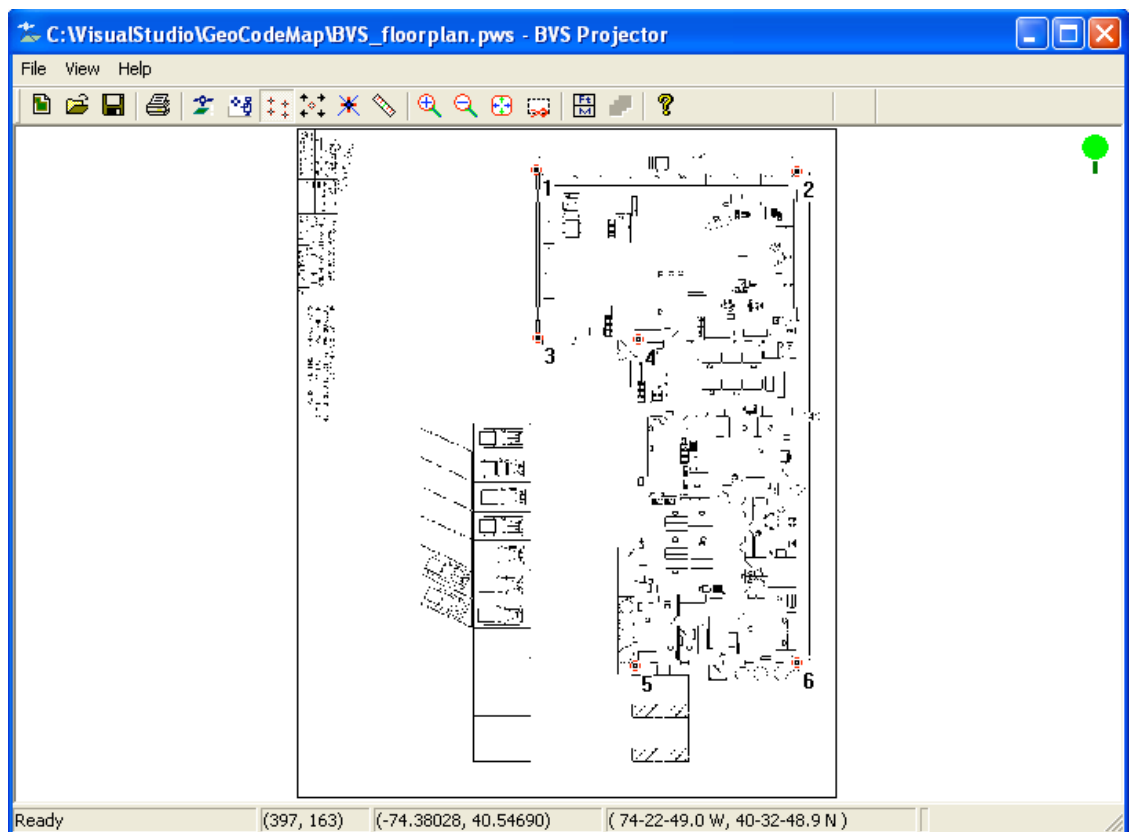 C:\VisualStudio\GeoCodeMap\BVS_floorplan.pws - BVS Projector
File View Help
Ft
M
1
2
3
4
5
6
Ready (397, 163) (-74.38028, 40.54690) ( 74-22-49.0 W, 40-32-48.9 N )